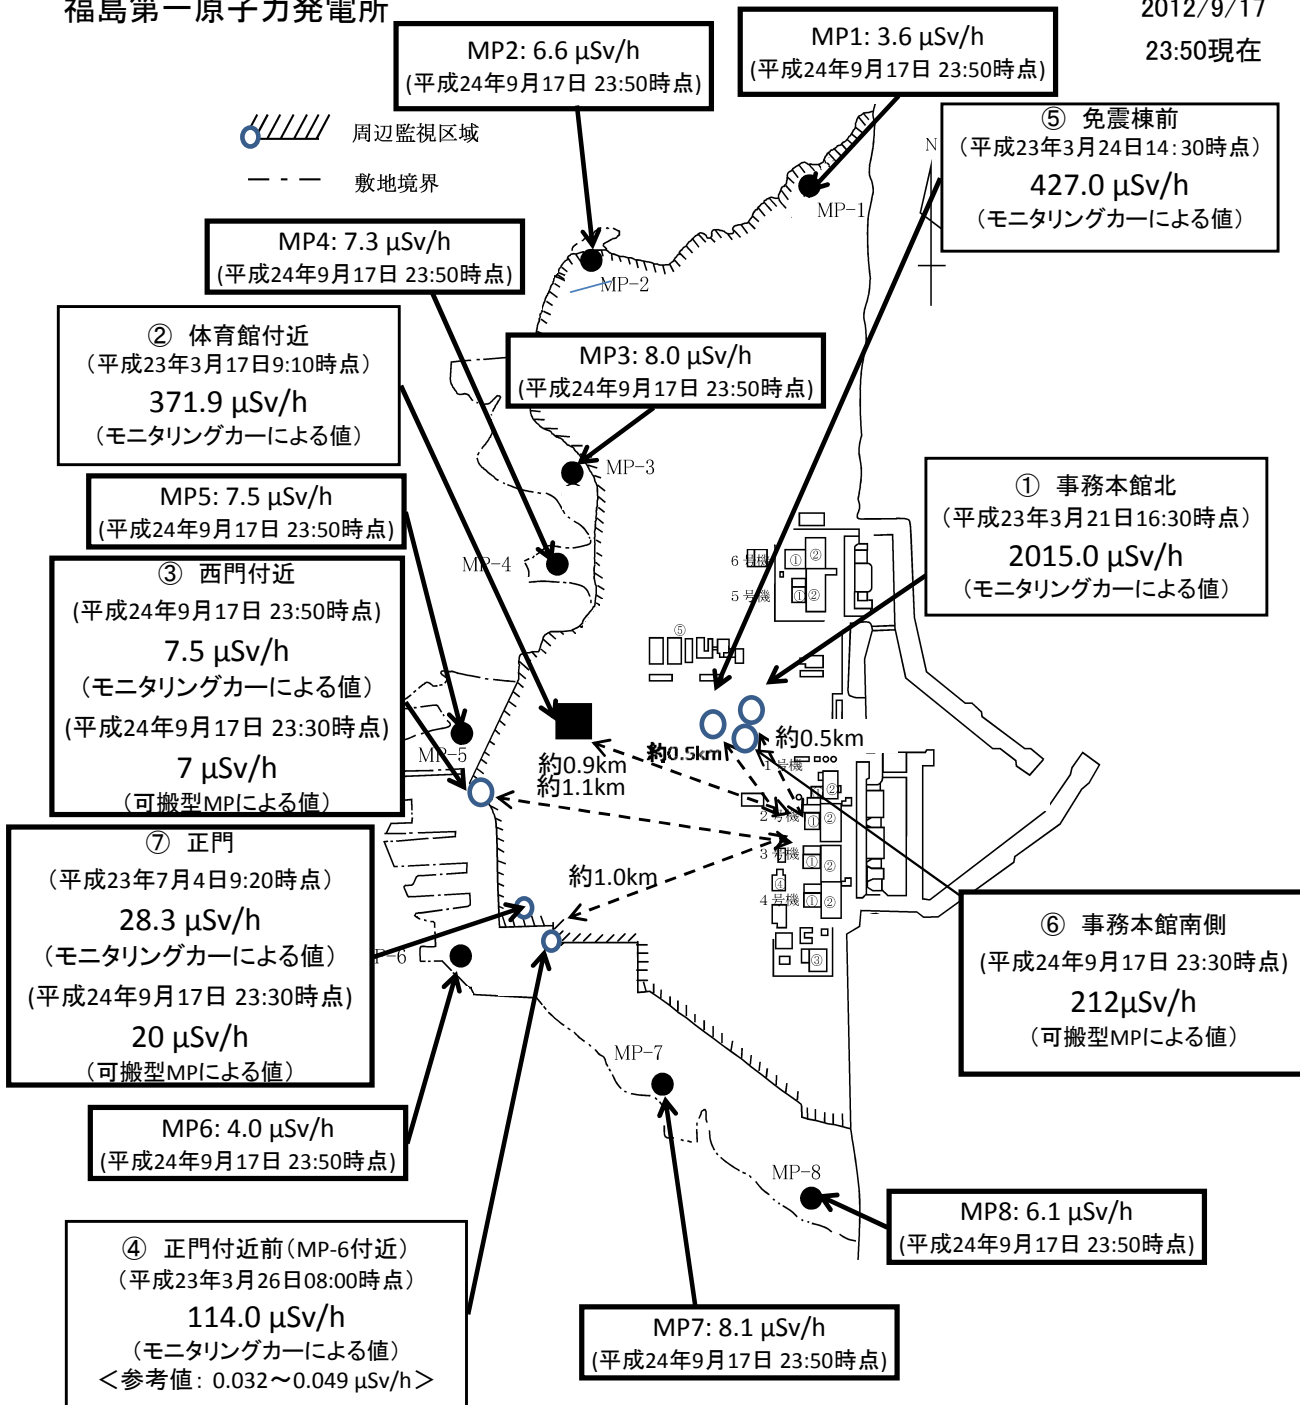 福島第一原子力発電所
2012/9/17
23:50現在
MP2: 6.6 μSv/h
(平成24年9月17日 23:50時点)
MP1: 3.6 μSv/h
(平成24年9月17日 23:50時点)
周辺監視区域
敷地境界
⑤ 免震棟前
(平成23年3月24日14:30時点)
427.0 μSv/h
(モニタリングカーによる値)
N
MP-1
MP4: 7.3 μSv/h
(平成24年9月17日 23:50時点)
MP-2
② 体育館付近
(平成23年3月17日9:10時点)
371.9 μSv/h
(モニタリングカーによる値)
MP3: 8.0 μSv/h
(平成24年9月17日 23:50時点)
MP-3
MP5: 7.5 μSv/h
(平成24年9月17日 23:50時点)
① 事務本館北
(平成23年3月21日16:30時点)
2015.0 μSv/h
(モニタリングカーによる値)
MP-4
6号機
①
②
5号機
①
②
③ 西門付近
(平成24年9月17日 23:50時点)
7.5 μSv/h
(モニタリングカーによる値)
(平成24年9月17日 23:30時点)
7 μSv/h
(可搬型MPによる値)
⑤
MP-5
約0.9km
約1.1km
約0.5km
約0.5km
1号機
②
2号機
①
②
3号機
①
②
④
4号機
①
②
③
⑦ 正門
(平成23年7月4日9:20時点)
28.3 μSv/h
(モニタリングカーによる値)
(平成24年9月17日 23:30時点)
20 μSv/h
(可搬型MPによる値)
約1.0km
P-6
⑥ 事務本館南側
(平成24年9月17日 23:30時点)
212μSv/h
(可搬型MPによる値)
MP-7
MP6: 4.0 μSv/h
(平成24年9月17日 23:50時点)
MP-8
MP8: 6.1 μSv/h
(平成24年9月17日 23:50時点)
④ 正門付近前(MP-6付近)
(平成23年3月26日08:00時点)
114.0 μSv/h
(モニタリングカーによる値)
<参考値: 0.032～0.049 μSv/h>
MP7: 8.1 μSv/h
(平成24年9月17日 23:50時点)